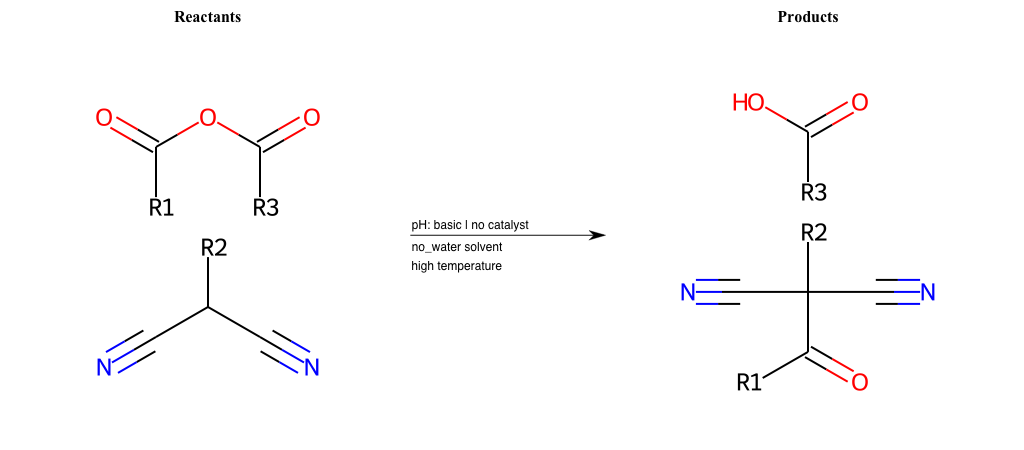 Reactants
Products
O O O
R1 R3
HO O
R3
R2
N N
pH: basic | no catalyst
no_water solvent
high temperature
R2
N N
R1 O